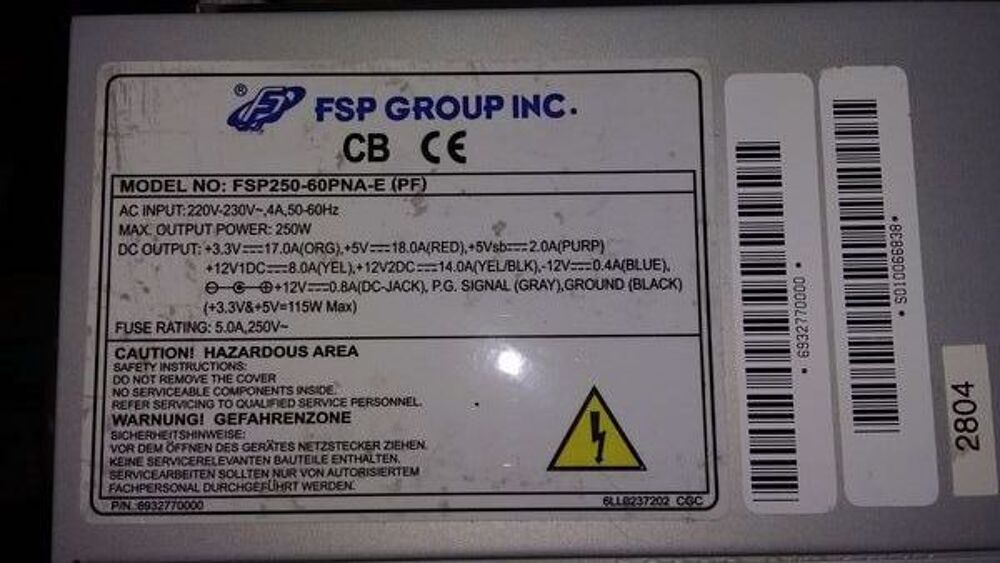 ® FSP GROUP INC.
CB CE
MODEL NO: FSP250-60PNA-E (PF)
AC INPUT: 220V-230V~,4A,50-60Hz
MAX. OUTPUT POWER: 250W
DC OUTPUT: +3.3V⎓17.0A(ORG),+5V⎓18.0A(RED),+5Vsb⎓2.0A(PURP)
+12V1DC⎓8.0A(YEL),+12V2DC⎓14.0A(YEL/BLK),-12V⎓0.4A(BLUE),
+12V⎓0.8A(DC-JACK), P.G. SIGNAL (GRAY),GROUND (BLACK)
(+3.3V&+5V=115W Max)
FUSE RATING: 5.0A,250V~
CAUTION! HAZARDOUS AREA
SAFETY INSTRUCTIONS:
DO NOT REMOVE THE COVER
NO SERVICEABLE COMPONENTS INSIDE.
REFER SERVICING TO QUALIFIED SERVICE PERSONNEL.
WARNUNG! GEFAHRENZONE
SICHERHEITSHINWEISE:
VOR DEM ÖFFNEN DES GERÄTES NETZSTECKER ZIEHEN.
KEINE SERVICERELEVANTEN BAUTEILE ENTHALTEN.
SERVICEARBEITEN SOLLTEN NUR VON AUTORISIERTEM
FACHPERSONAL DURCHGEFÜHRT WERDEN.
P/N: 6932770000
6LLB237202 CGC
* 6932770000 *
* S010066838 *
2804